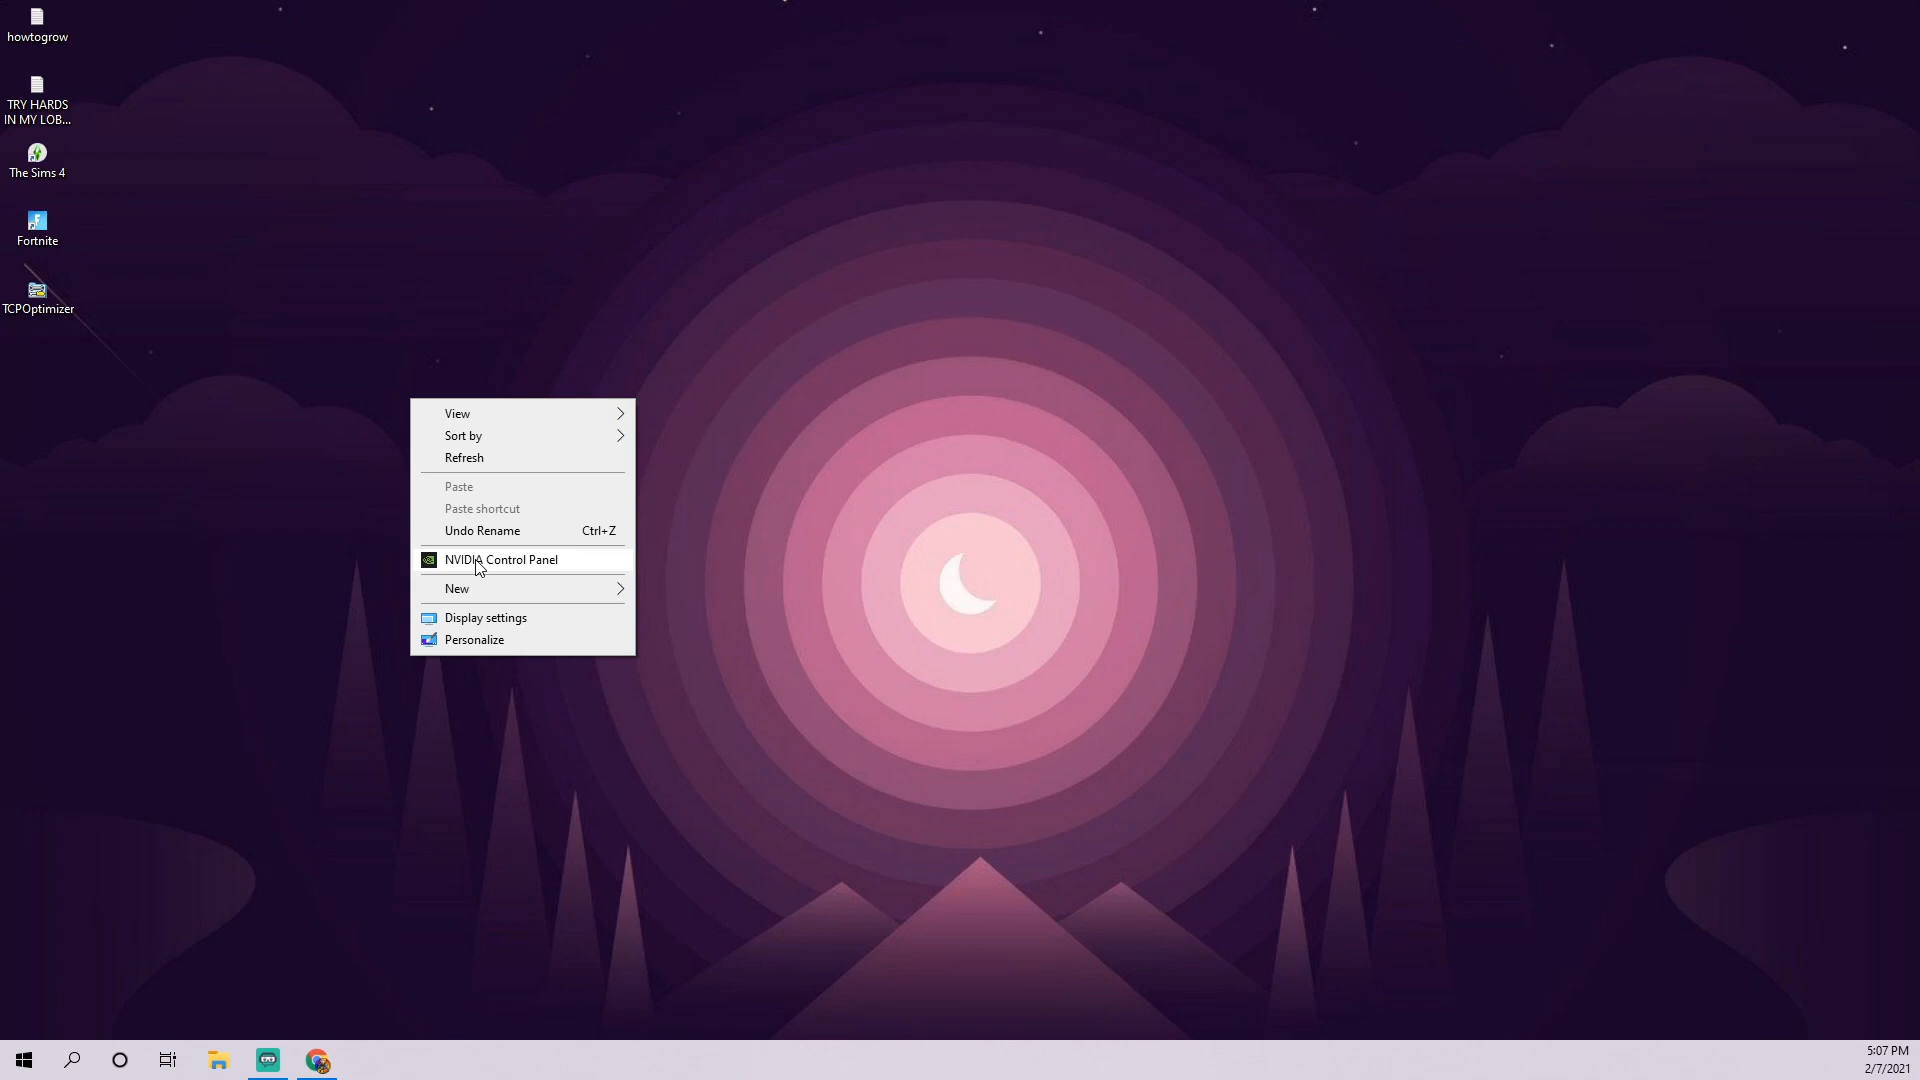 howtogrow
TRY HARDS
IN MY LOB...
The Sims 4
Fortnite
TCPOptimizer
View
Sort by
Refresh
Paste
Paste shortcut
Undo Rename Ctrl+Z
NVIDIA Control Panel
New
Display settings
Personalize
5:07 PM
2/7/2021